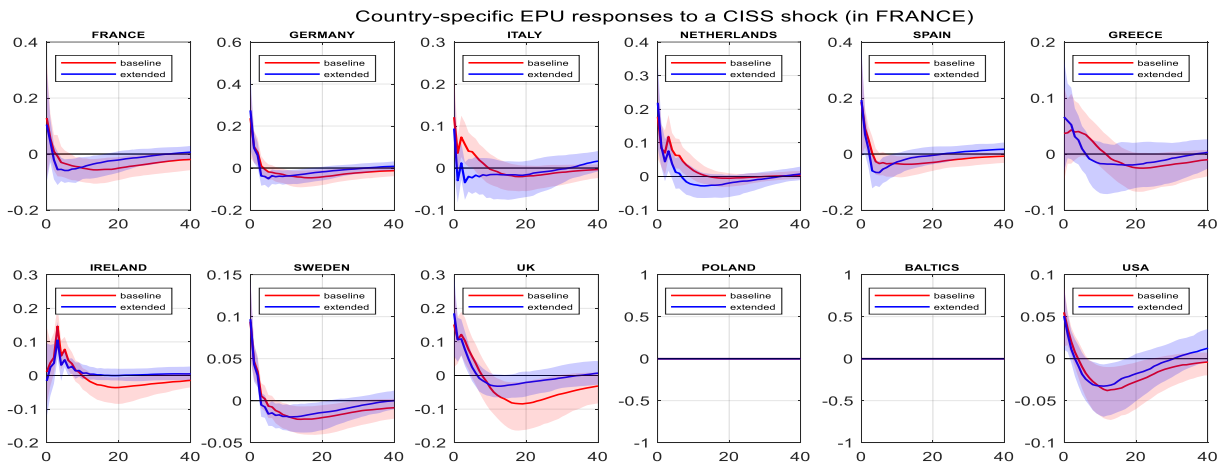 Country-specific EPU responses to a CISS shock (in FRANCE)
FRANCE GERMANY ITALY NETHERLANDS SPAIN GREECE
0.4 0.6 0.3 0.4 0.4 0.2
baseline baseline baseline baseline baseline baseline
extended extended extended extended extended extended
0.3
0.4 0.2
0.2 0.2 0.2 0.1
0.2 0.1
0.1
0 0 0 0 0 0
-0.2 -0.2 -0.1 -0.1 -0.2 -0.1
0 20 40 0 20 40 0 20 40 0 20 40 0 20 40 0 20 40
IRELAND SWEDEN UK POLAND BALTICS USA
0.3 0.15 0.3 1 1 0.1
baseline baseline baseline baseline baseline baseline
extended extended extended extended extended extended
0.2 0.1 0.2 0.5 0.5 0.05
0.1 0.05 0.1
0 0 0 0 0 0
-0.1 -0.1 -0.5 -0.5 -0.05
-0.2 -0.05 -0.2 -1 -1 -0.1
0 20 40 0 20 40 0 20 40 0 20 40 0 20 40 0 20 40